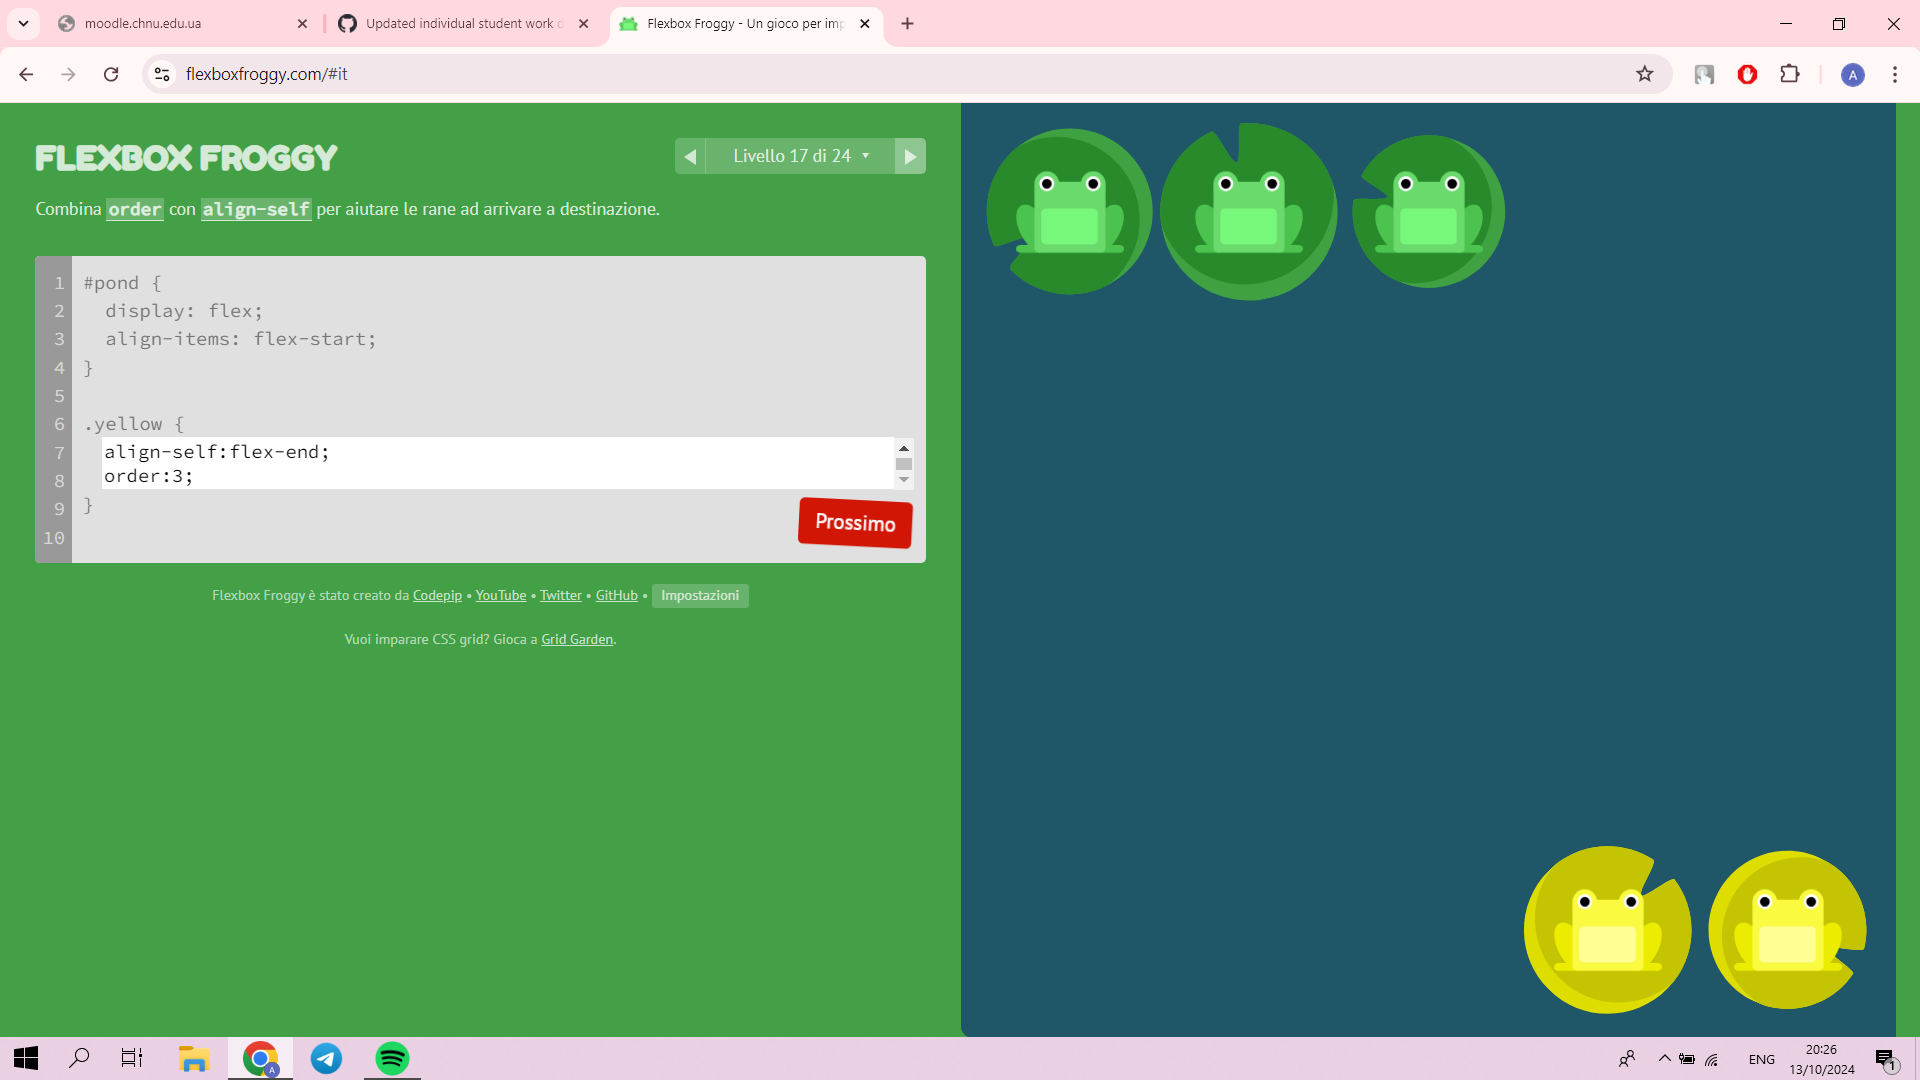 moodle.chnu.edu.ua
Updated individual student work
Flexbox Froggy - Un gioco per imp
flexboxfroggy.com/#it
A
FLEXBOX FROGGY
Livello 17 di 24
Combina order con align-self per aiutare le rane ad arrivare a destinazione.
1 #pond {
2 display: flex;
3 align-items: flex-start;
4 }
5
6 .yellow {
7 align-self:flex-end;
8 order:3;
9 }
10
Prossimo
Flexbox Froggy è stato creato da Codepip • YouTube • Twitter • GitHub • Impostazioni
Vuoi imparare CSS grid? Gioca a Grid Garden.
A
ENG
20:26
13/10/2024
1